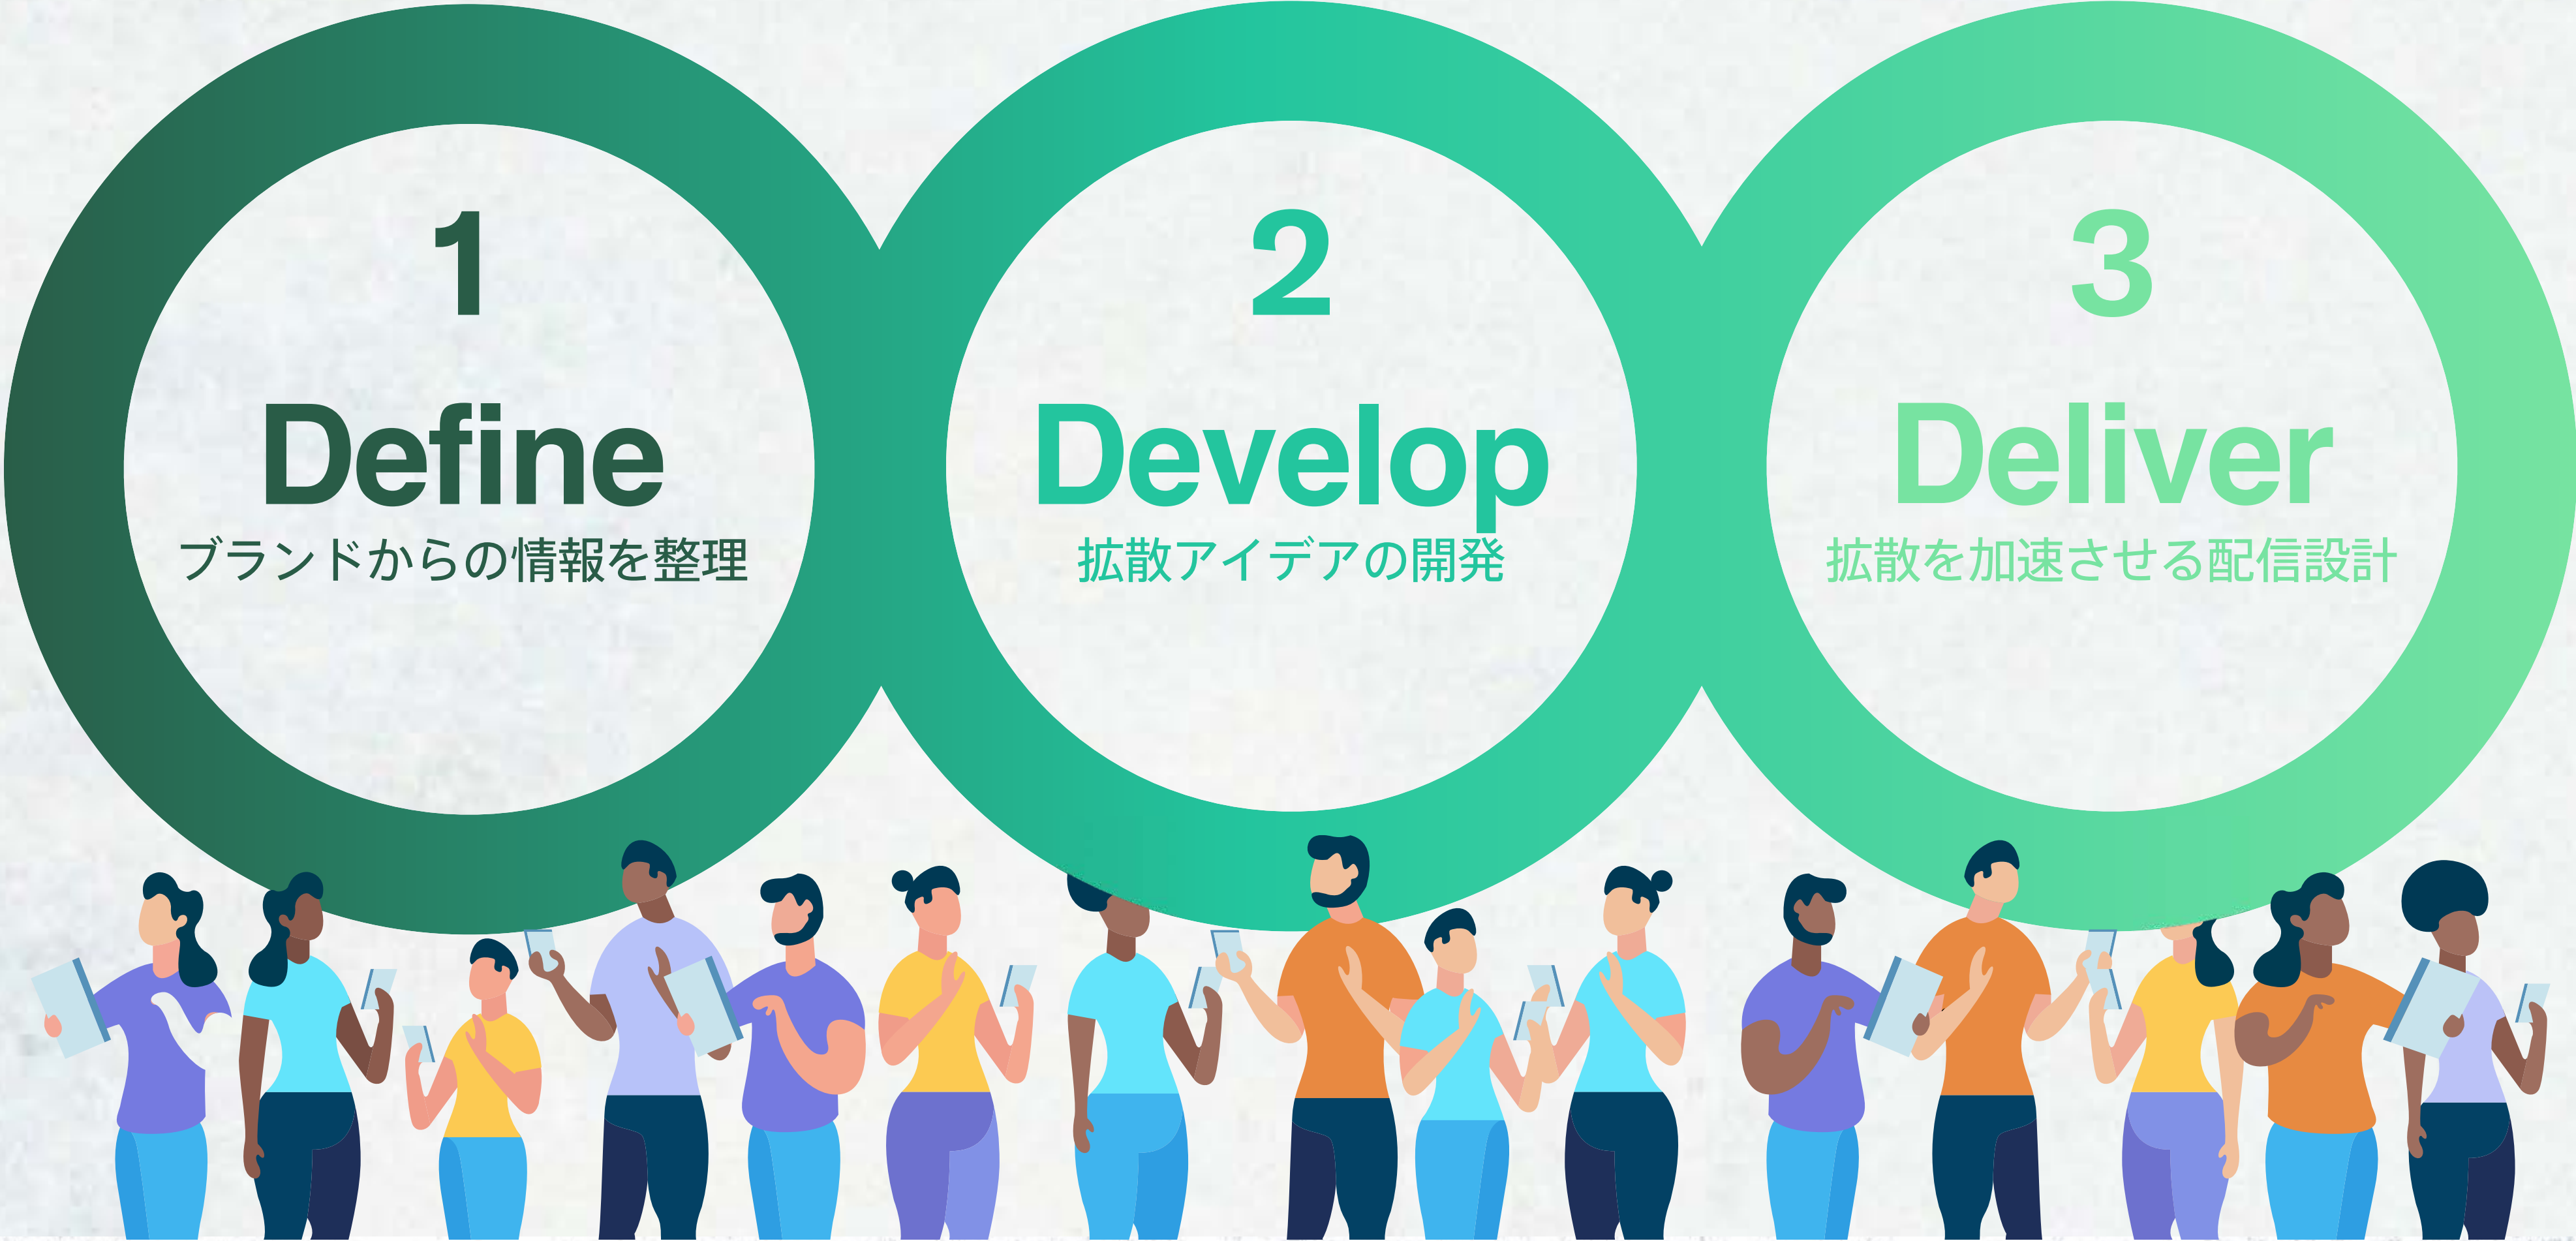 1
Define
ブランドからの情報を整理
2
Develop
拡散アイデアの開発
3
Deliver
拡散を加速させる配信設計